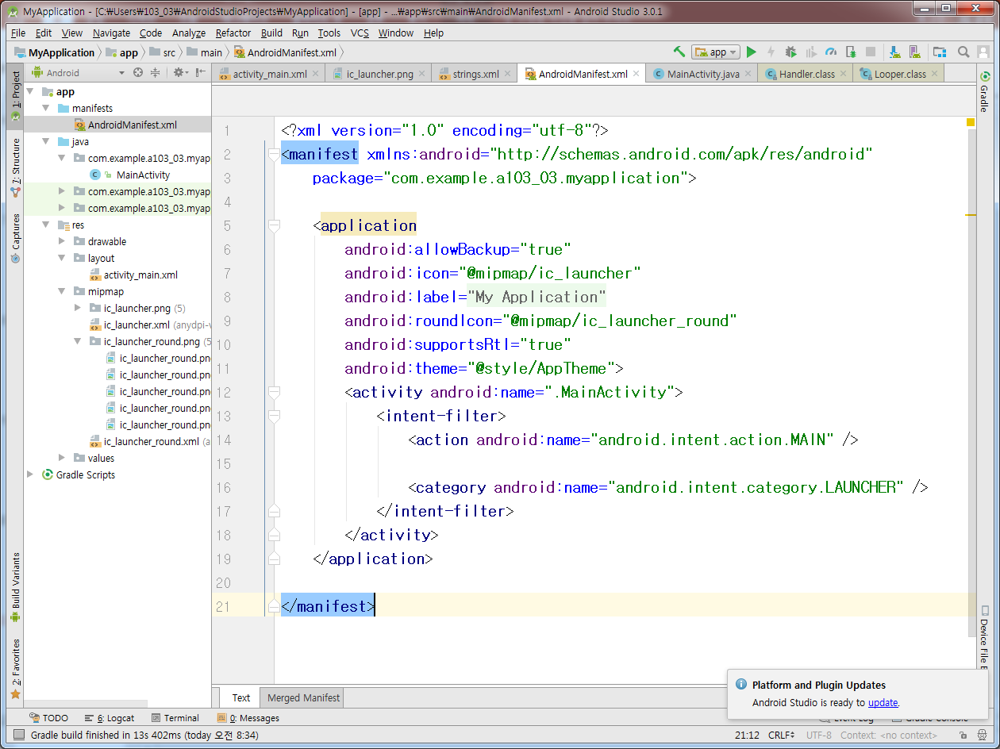 MyApplication - [C:₩Users₩103_03₩AndroidStudioProjects₩MyApplication] - [app] - ...₩app₩src₩main₩AndroidManifest.xml - Android Studio 3.0.1
File Edit View Navigate Code Analyze Refactor Build Run Tools VCS Window Help
MyApplication app src main AndroidManifest.xml app
Android
activity_main.xml ic_launcher.png strings.xml AndroidManifest.xml MainActivity.java Handler.class Looper.class
1: Project
7: Structure
Captures
Build Variants
2: Favorites
app
manifests
AndroidManifest.xml
java
com.example.a103_03.myap
MainActivity
com.example.a103_03.myap
com.example.a103_03.myap
res
drawable
layout
activity_main.xml
mipmap
ic_launcher.png (5)
ic_launcher.xml (anydpi-v
ic_launcher_round.png (5
ic_launcher_round.pn
ic_launcher_round.pn
ic_launcher_round.pn
ic_launcher_round.pn
ic_launcher_round.pn
ic_launcher_round.xml (a
values
Gradle Scripts
1 <?xml version="1.0" encoding="utf-8"?>
2 <manifest xmlns:android="http://schemas.android.com/apk/res/android"
3 package="com.example.a103_03.myapplication">
4
5 <application
6 android:allowBackup="true"
7 android:icon="@mipmap/ic_launcher"
8 android:label="My Application"
9 android:roundIcon="@mipmap/ic_launcher_round"
10 android:supportsRtl="true"
11 android:theme="@style/AppTheme">
12 <activity android:name=".MainActivity">
13 <intent-filter>
14 <action android:name="android.intent.action.MAIN" />
15
16 <category android:name="android.intent.category.LAUNCHER" />
17 </intent-filter>
18 </activity>
19 </application>
20
21 </manifest>
Gradle
Device File E
Text Merged Manifest
Platform and Plugin Updates
Android Studio is ready to update.
TODO 6: Logcat Terminal 0: Messages Event Log Gradle Console
Gradle build finished in 13s 402ms (today 오전 8:34) 21:12 CRLF UTF-8 Context: <no context>